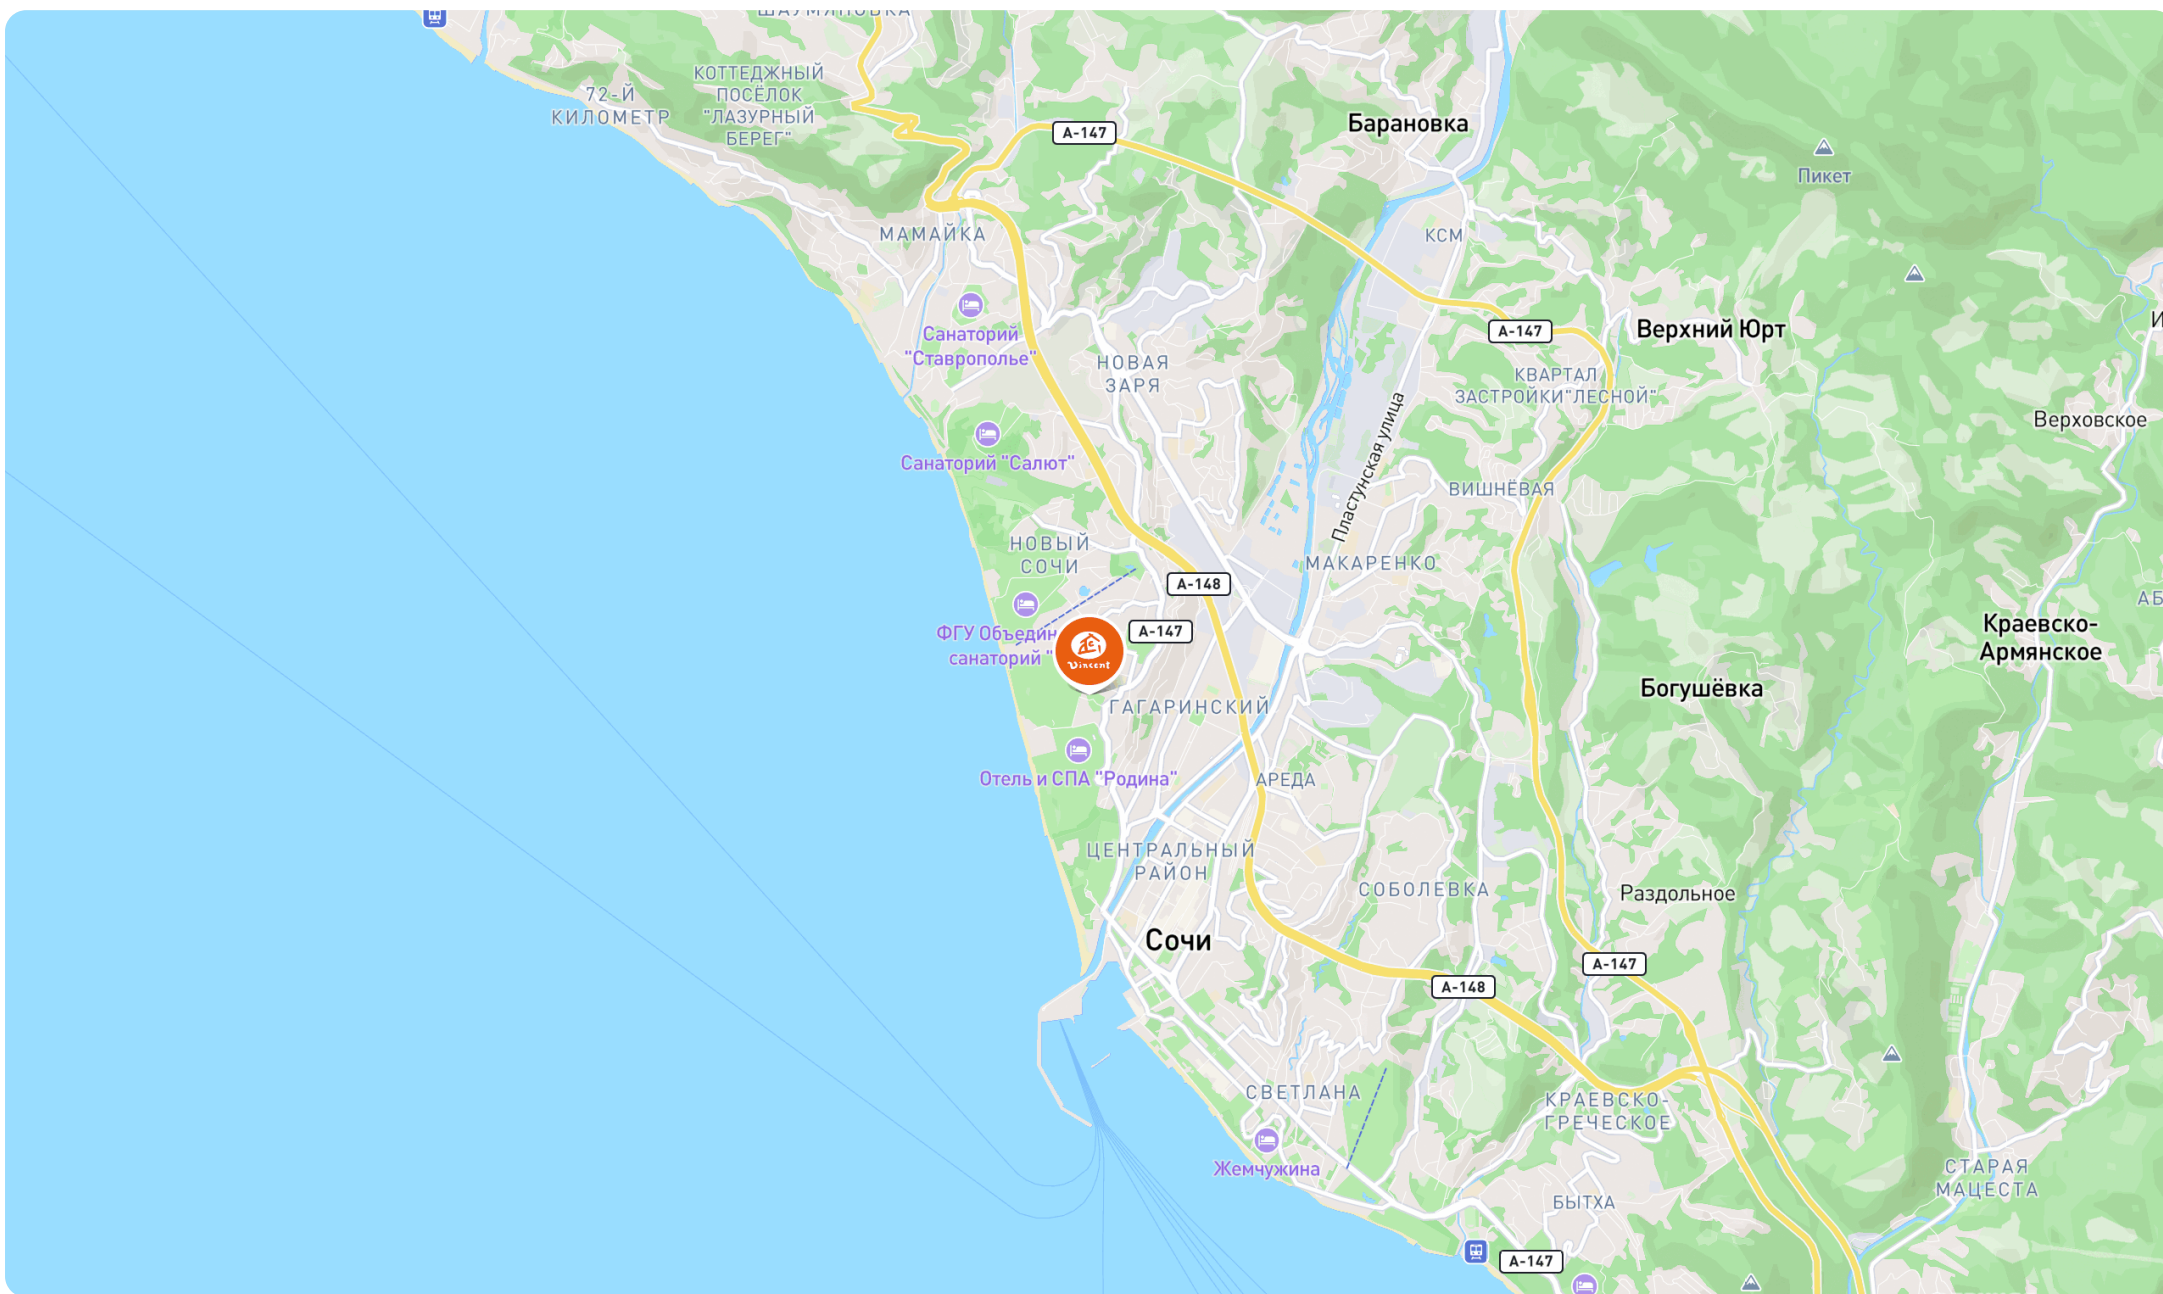 ШАУМЯНОВКА
КОТТЕДЖНЫЙ
ПОСЁЛОК
"ЛАЗУРНЫЙ
БЕРЕГ"
72-Й
КИЛОМЕТР
А-147
Барановка
Пикет
МАМАЙКА
КСМ
Санаторий
"Ставрополье"
А-147
Верхний Юрт
НОВАЯ
ЗАРЯ
КВАРТАЛ
ЗАСТРОЙКИ"ЛЕСНОЙ"
Верховское
Пластунская улица
Санаторий "Салют"
ВИШНЁВАЯ
НОВЫЙ
СОЧИ
МАКАРЕНКО
А-148
АБ
ФГУ Объедин
санаторий "
Vincent
А-147
Краевско-
Армянское
Богушёвка
ГАГАРИНСКИЙ
Отель и СПА "Родина"
АРЕДА
ЦЕНТРАЛЬНЫЙ
РАЙОН
СОБОЛЕВКА
Раздольное
Сочи
А-147
А-148
СВЕТЛАНА
КРАЕВСКО-
ГРЕЧЕСКОЕ
Жемчужина
СТАРАЯ
МАЦЕСТА
БЫТХА
А-147